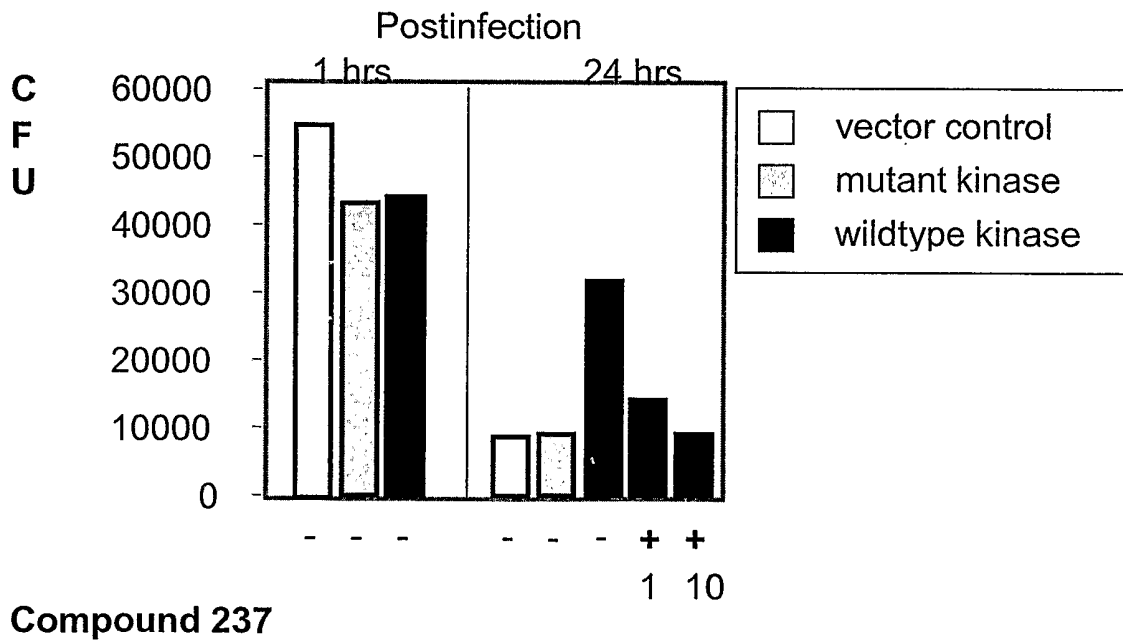 Postinfection
1 hrs
24 hrs
C
F
U
60000
50000
40000
30000
20000
10000
0
vector control
mutant kinase
wildtype kinase
- - - - - - + +
1 10
Compound 237